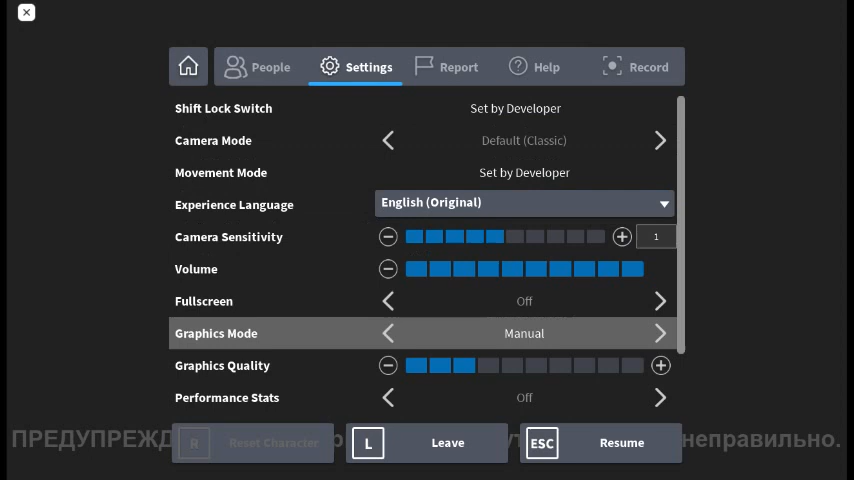 People Settings Report Help Record
Shift Lock Switch Set by Developer
Camera Mode Default (Classic)
Movement Mode Set by Developer
Experience Language English (Original)
Camera Sensitivity 1
Volume
Fullscreen Off
Graphics Mode Manual
Graphics Quality
Performance Stats Off
R Reset Character L Leave ESC Resume
неправильно.